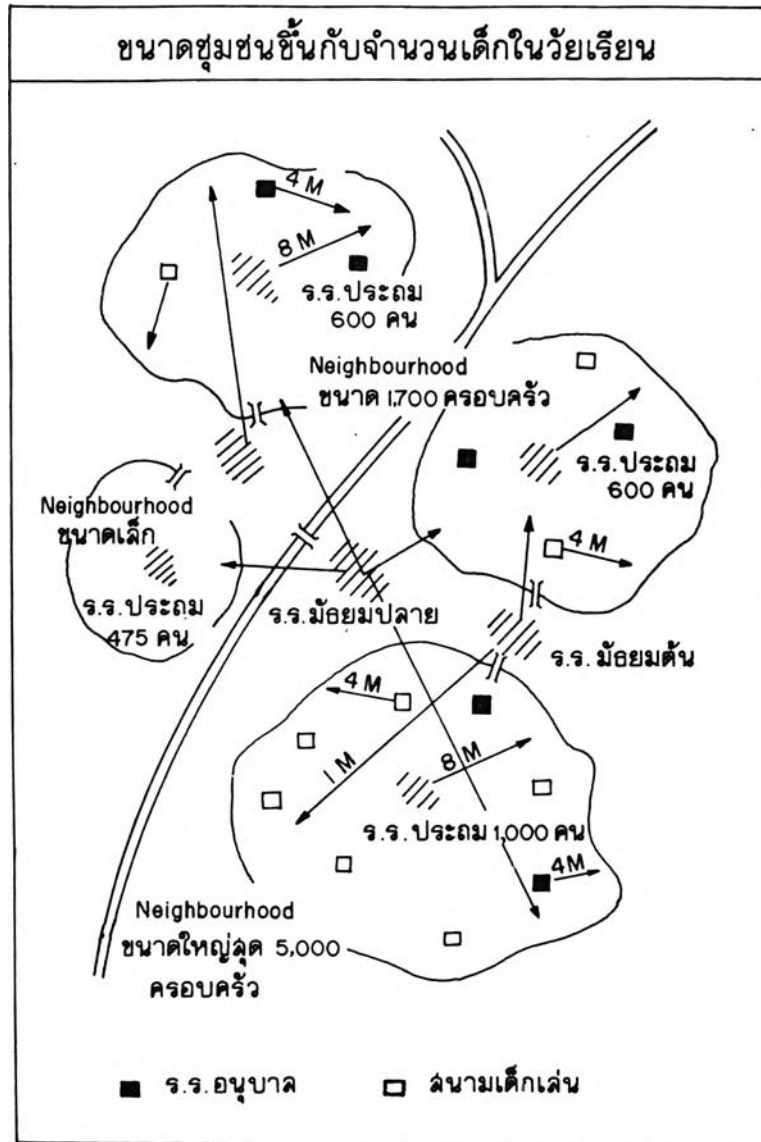 ขนาดชุมชนขึ้นกับจำนวนเด็กในวัยเรียน
4 M
8 M
ร.ร.ประถม
600 คน
Neighbourhood
ขนาด 1,700 ครอบครัว
ร.ร.ประถม
600 คน
4 M
Neighbourhood
ขนาดเล็ก
ร.ร.ประถม
475 คน
ร.ร.มัธยมปลาย
ร.ร.มัธยมต้น
4 M
1 M
8 M
ร.ร.ประถม 1,000 คน
4M
Neighbourhood
ขนาดใหญ่สุด 5,000
ครอบครัว
ร.ร.อนุบาล
สนามเด็กเล่น